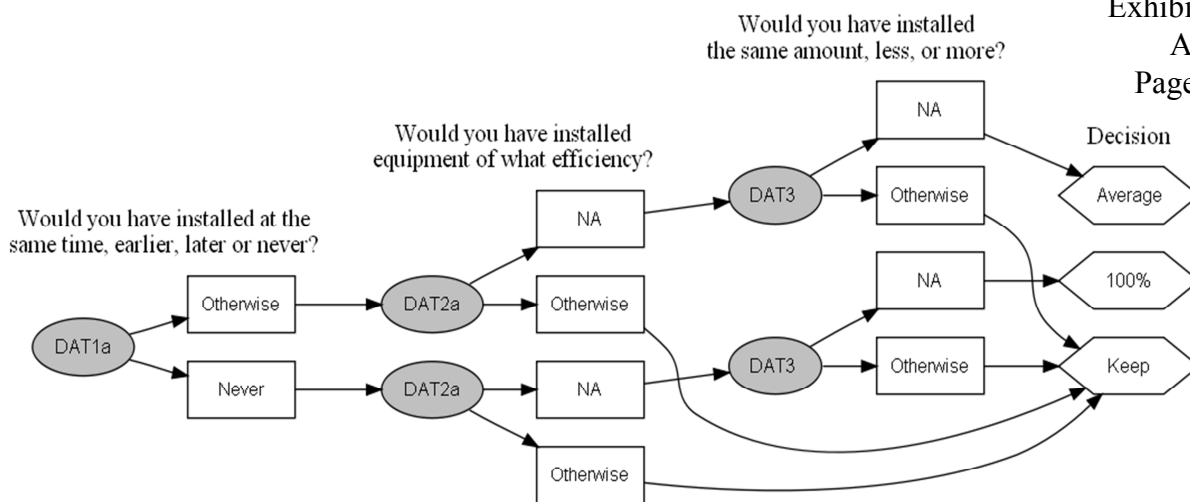 Would you have installed
the same amount, less, or more?
A
Page
Decision
Would you have installed
equipment of what efficiency?
Would you have installed at the
same time, earlier, later or never?
NA
DAT3
Otherwise
Average
NA
Otherwise
DAT2a
Otherwise
NA
100%
DAT1a
Never
DAT2a
NA
DAT3
Otherwise
Keep
Otherwise